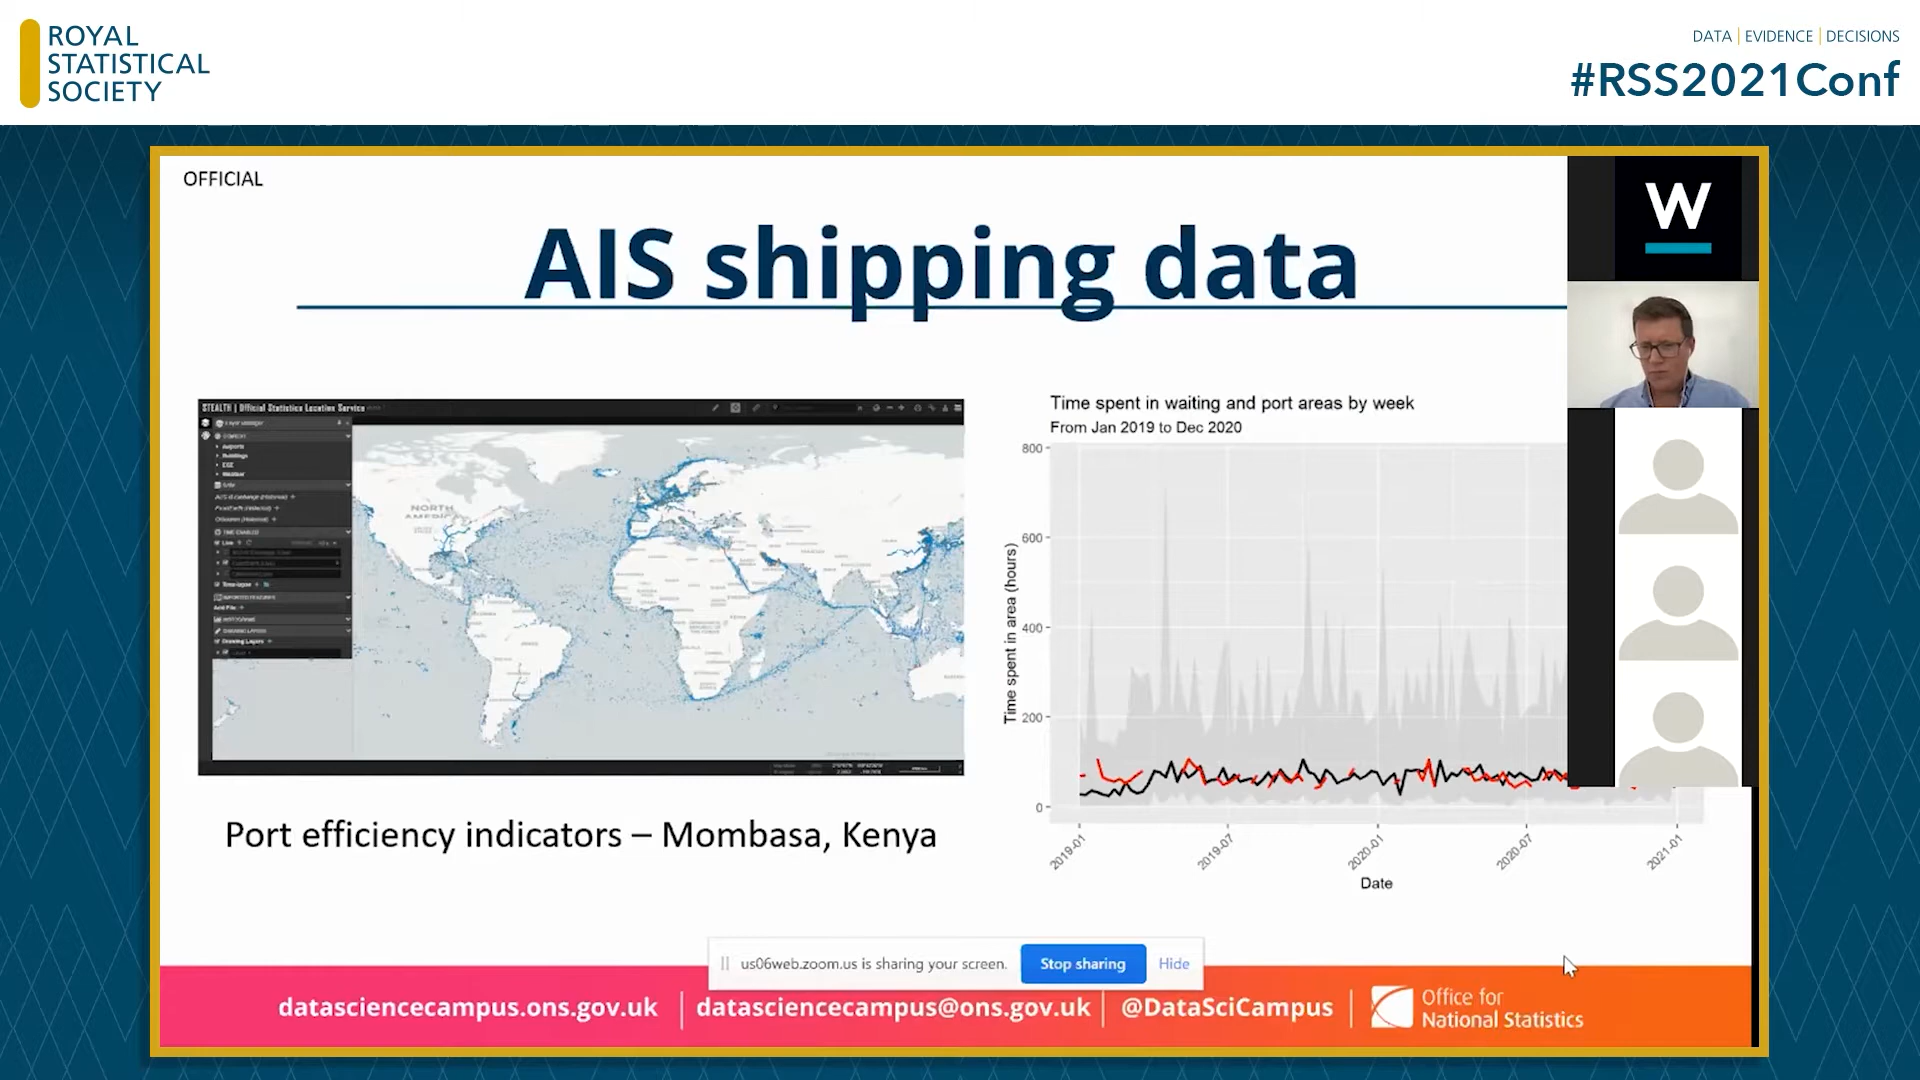 ROYAL
STATISTICAL
SOCIETY
DATA | EVIDENCE | DECISIONS
#RSS2021Conf
OFFICIAL
W
AIS shipping data
STEALTH | Official Statistics Location Service
NORTH
AMERICA
Time spent in waiting and port areas by week
From Jan 2019 to Dec 2020
800
600
400
200
0
Time spent in area (hours)
2019-01
2019-07
2020-01
2020-07
2021-01
Date
Port efficiency indicators – Mombasa, Kenya
us06web.zoom.us is sharing your screen.
Stop sharing
Hide
datasciencecampus.ons.gov.uk | datasciencecampus@ons.gov.uk | @DataSciCampus |
Office for
National Statistics